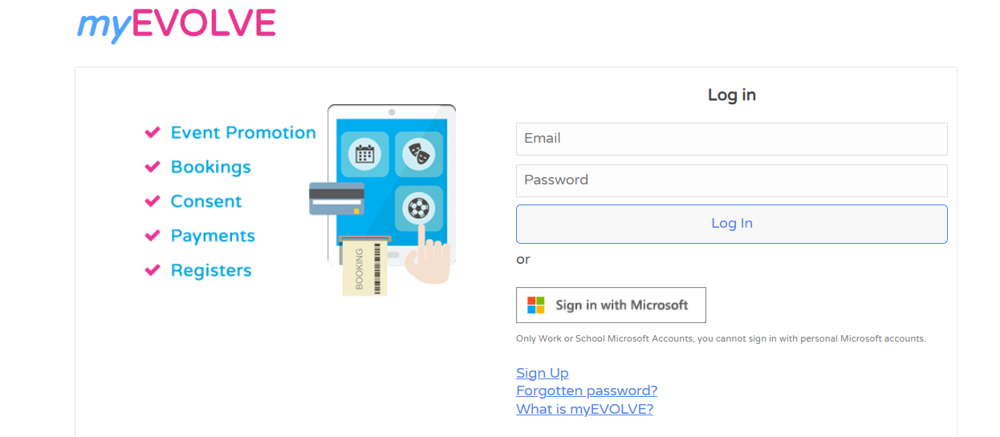 myEVOLVE
Event Promotion
Bookings
Consent
Payments
Registers
BOOKING
Log in
Email
Password
Log In
or
Sign in with Microsoft
Only Work or School Microsoft Accounts, you cannot sign in with personal Microsoft accounts.
Sign Up
Forgotten password?
What is myEVOLVE?